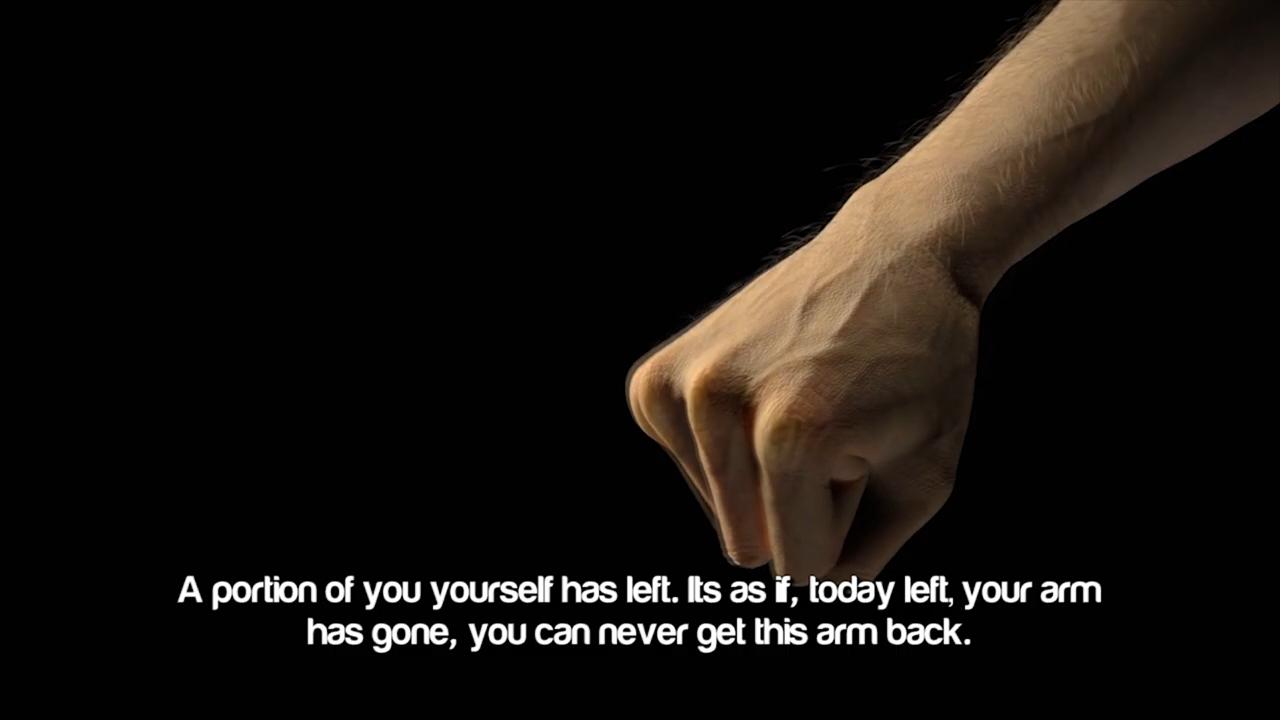 A portion of you yourself has left. Its as if, today left, your arm
has gone, you can never get this arm back.